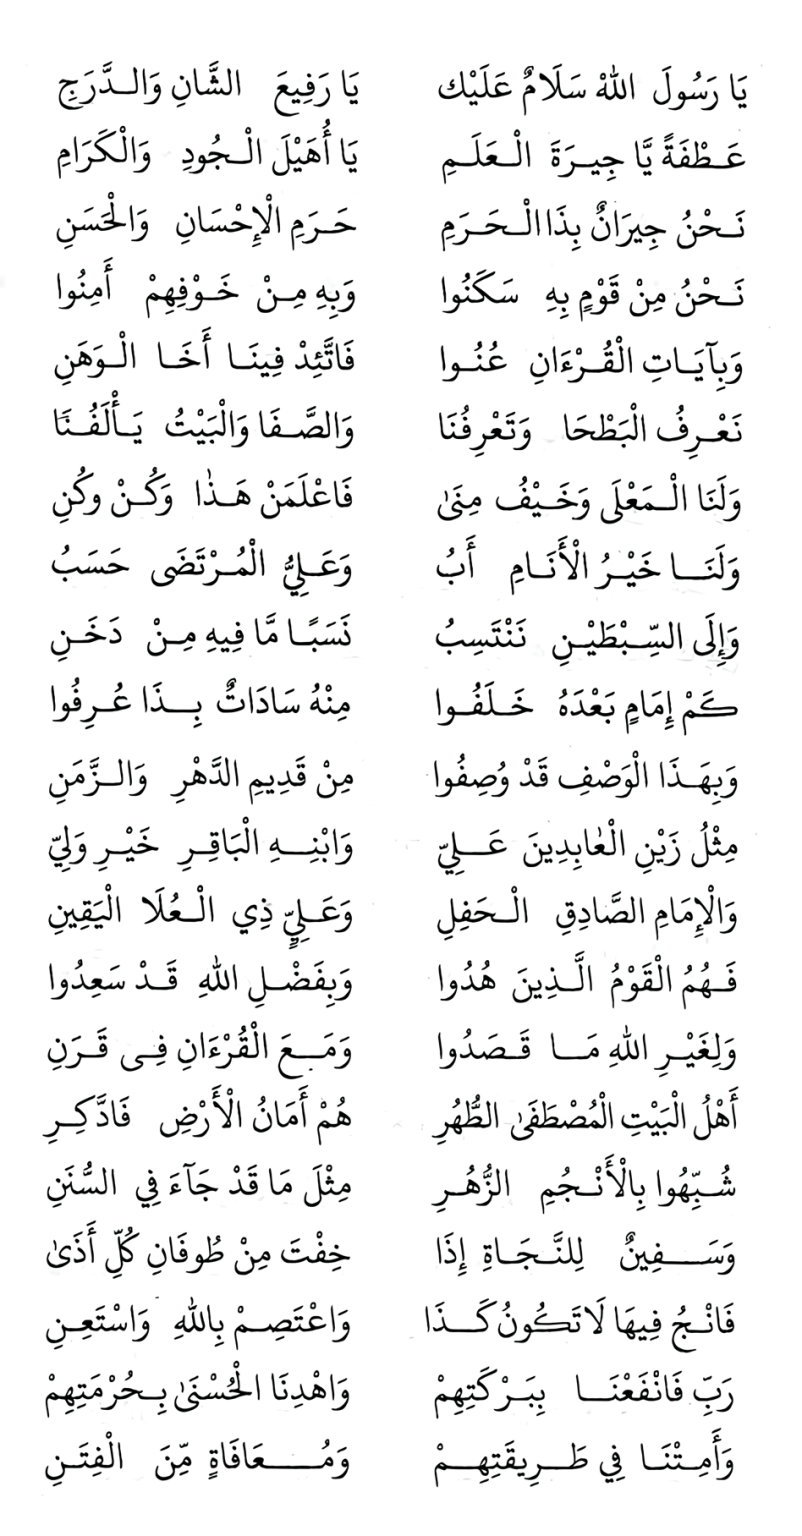 يَا رَسُولَ اللهْ سَلَامٌ عَلَيْك يَا رَفِيعَ الشَّانِ وَالدَّرَجِ
عَطْفَةً يَّا جِيرَةَ الْعَلَمِ يَا أُهَيْلَ الْجُودِ وَالْكَرَامِ
نَحْنُ جِيرَانٌ بِذَا الْحَرَمِ حَرَمِ الْإِحْسَانِ وَالْحَسَنِ
نَحْنُ مِنْ قَوْمٍ بِهِ سَكَنُوا وَبِهِ مِنْ خَوْفِهِمْ أَمِنُوا
وَبِآيَاتِ الْقُرْءَانِ عُنُوا فَاتَّئِدْ فِينَا أَخَا الْوَهَنِ
نَعْرِفُ الْبَطْحَا وَتَعْرِفُنَا وَالصَّفَا وَالْبَيْتُ يَأْلَفُنَا
وَلَنَا الْمَعْلَى وَخَيْفُ مِنَىٰ فَاعْلَمَنْ هَذٰا وَكُنْ وكُنِ
وَلَنَا خَيْرُ الْأَنَامِ أَبُ وَعَلِيُّ الْمُرْتَضَى حَسَبُ
وَإِلَى السِّبْطَيْنِ نَنْتَسِبُ نَسَبًا مَّا فِيهِ مِنْ دَخَنِ
كَمْ إِمَامٍ بَعْدَهُ خَلَفُوا مِنْهُ سَادَاتٌ بِذَا عُرِفُوا
وَبِهَذَا الْوَصْفِ قَدْ وُصِفُوا مِنْ قَدِيمِ الدَّهْرِ وَالزَّمَنِ
مِثْلُ زَيْنِ الْعٰابِدِينَ عَلِيّ وَابْنِهِ الْبَاقِرِ خَيْرِ وَلِيّ
وَالْإِمَامِ الصَّادِقِ الْحَفِلِ وَعَلِيٍّ ذِي الْعُلَا الْيَقِينِ
فَهُمُ الْقَوْمُ الَّذِينَ هُدُوا وَبِفَضْلِ اللهِ قَدْ سَعِدُوا
وَلِغَيْرِ اللهِ مَا قَصَدُوا وَمَعَ الْقُرْءَانِ فِى قَرَنِ
أَهْلُ الْبَيْتِ الْمُصْطَفَىٰ الطُّهُرِ هُمْ أَمَانُ الْأَرْضِ فَادَّكِرِ
شُبِّهُوا بِالْأَنْجُمِ الزُّهُرِ مِثْلَ مَا قَدْ جَآءَ فِي السُّنَنِ
وَسَفِينٌ لِلنَّجَاةِ إِذَا خِفْتَ مِنْ طُوفَانِ كُلِّ أَذَىٰ
فَانْجُ فِيهَا لَا تَكُونُ كَذَا وَاعْتَصِمْ بِاللهِ وَاسْتَعِنِ
رَبِّ فَانْفَعْنَا بِبَرْكَتِهِمْ وَاهْدِنَا الْحُسْنَىٰ بِحُرْمَتِهِمْ
وَأَمِتْنَا فِي طَرِيقَتِهِمْ وَمُعَافَاةٍ مِّنَ الْفِتَنِ